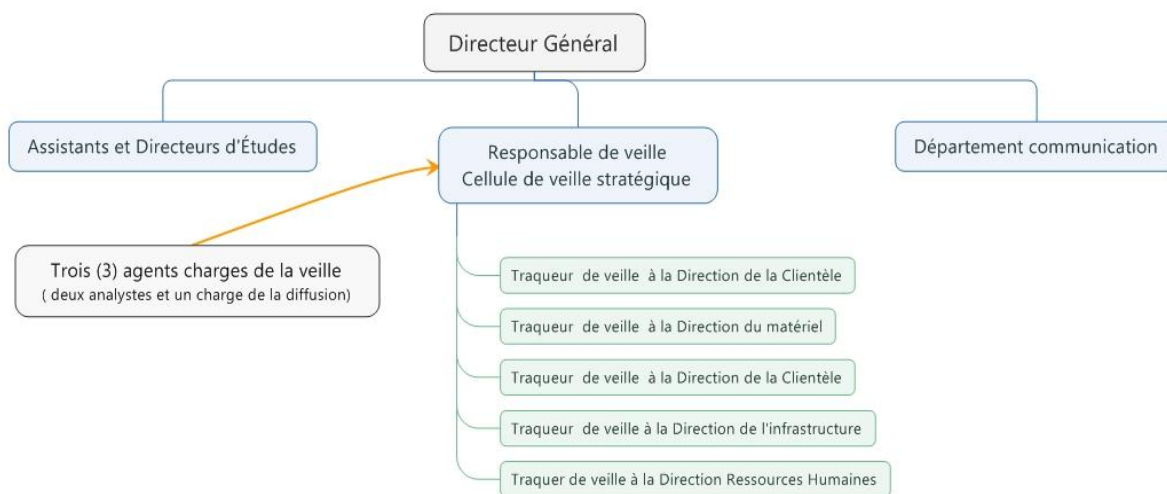 Directeur Général
Assistants et Directeurs d'Études
Responsable de veille
Cellule de veille stratégique
Département communication
Trois (3) agents charges de la veille
( deux analystes et un charge de la diffusion)
Traqueur de veille à la Direction de la Clientèle
Traqueur de veille à la Direction du matériel
Traqueur de veille à la Direction de la Clientèle
Traqueur de veille à la Direction de l'infrastructure
Traquer de veille à la Direction Ressources Humaines